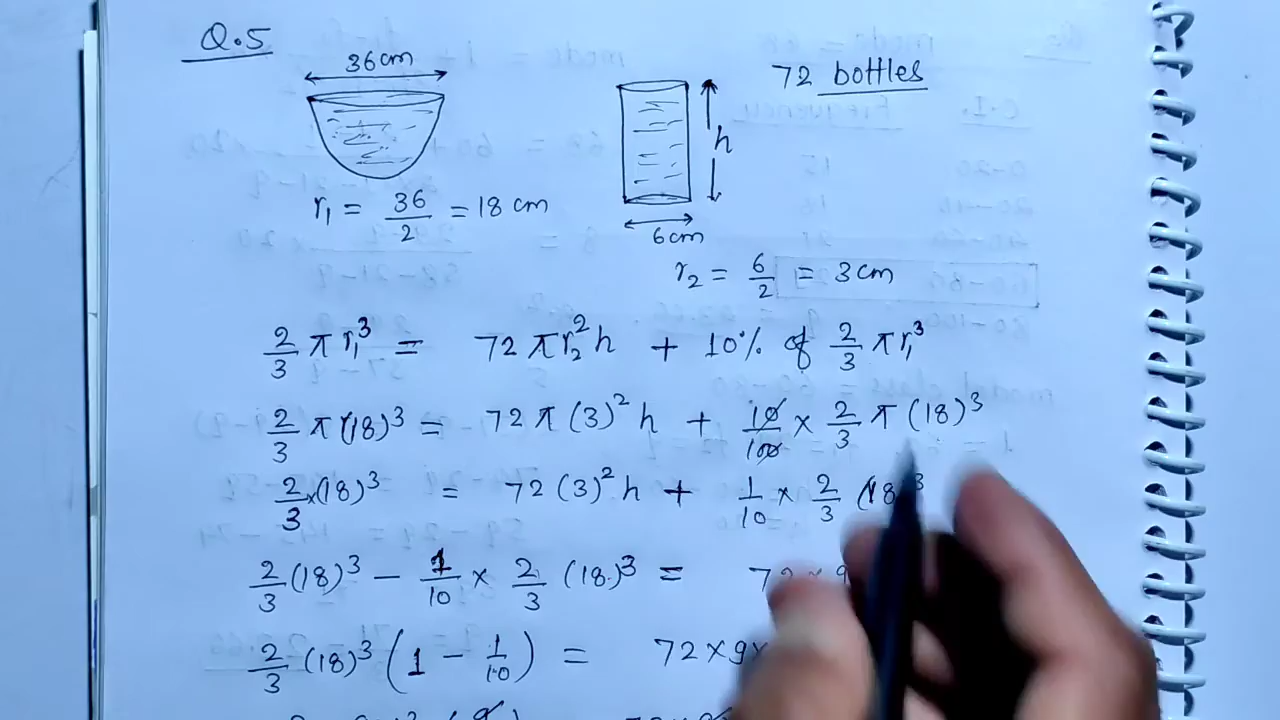 Q.5
36cm
72 bottles
h
r₁ = 36/2 = 18 cm
6cm
r₂ = 6/2 = 3cm
2/3 π r₁³ = 72 π r₂² h + 10% of 2/3 π r₁³
2/3 π (18)³ = 72 π (3)² h + 10/100 × 2/3 π (18)³
2/3 × (18)³ = 72 (3)² h + 1/10 × 2/3 (18)³
2/3 (18)³ − 1/10 × 2/3 (18)³ = 72 × 9
2/3 (18)³ (1 − 1/10) = 72 × 9 ×